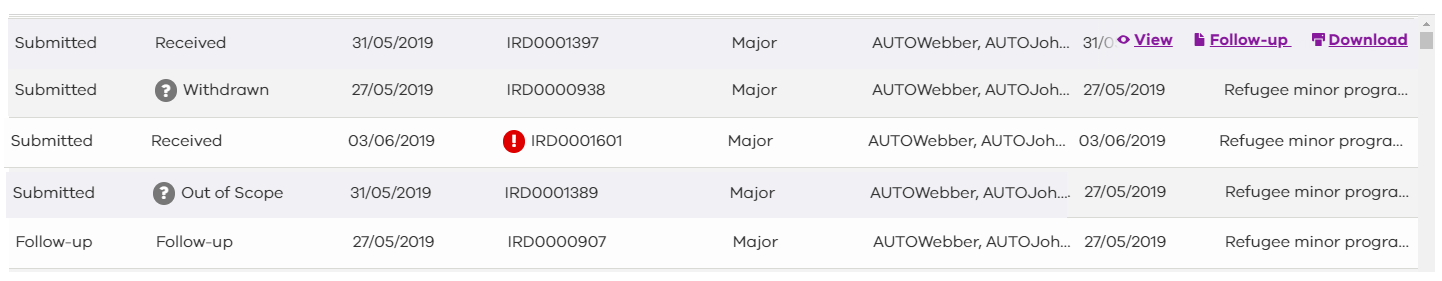 Submitted Received 31/05/2019 IRD0001397 Major AUTOWebber, AUTOJoh... 31/0 View Follow-up Download
Submitted ? Withdrawn 27/05/2019 IRD0000938 Major AUTOWebber, AUTOJoh... 27/05/2019 Refugee minor progra...
Submitted Received 03/06/2019 ! IRD0001601 Major AUTOWebber, AUTOJoh... 03/06/2019 Refugee minor progra...
Submitted ? Out of Scope 31/05/2019 IRD0001389 Major AUTOWebber, AUTOJoh... 27/05/2019 Refugee minor progra...
Follow-up Follow-up 27/05/2019 IRD0000907 Major AUTOWebber, AUTOJoh... 27/05/2019 Refugee minor progra...